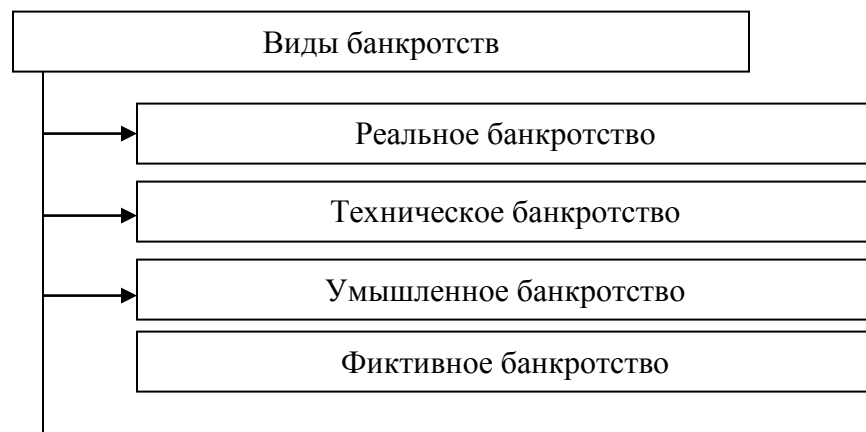 Виды банкротств
Реальное банкротство
Техническое банкротство
Умышленное банкротство
Фиктивное банкротство